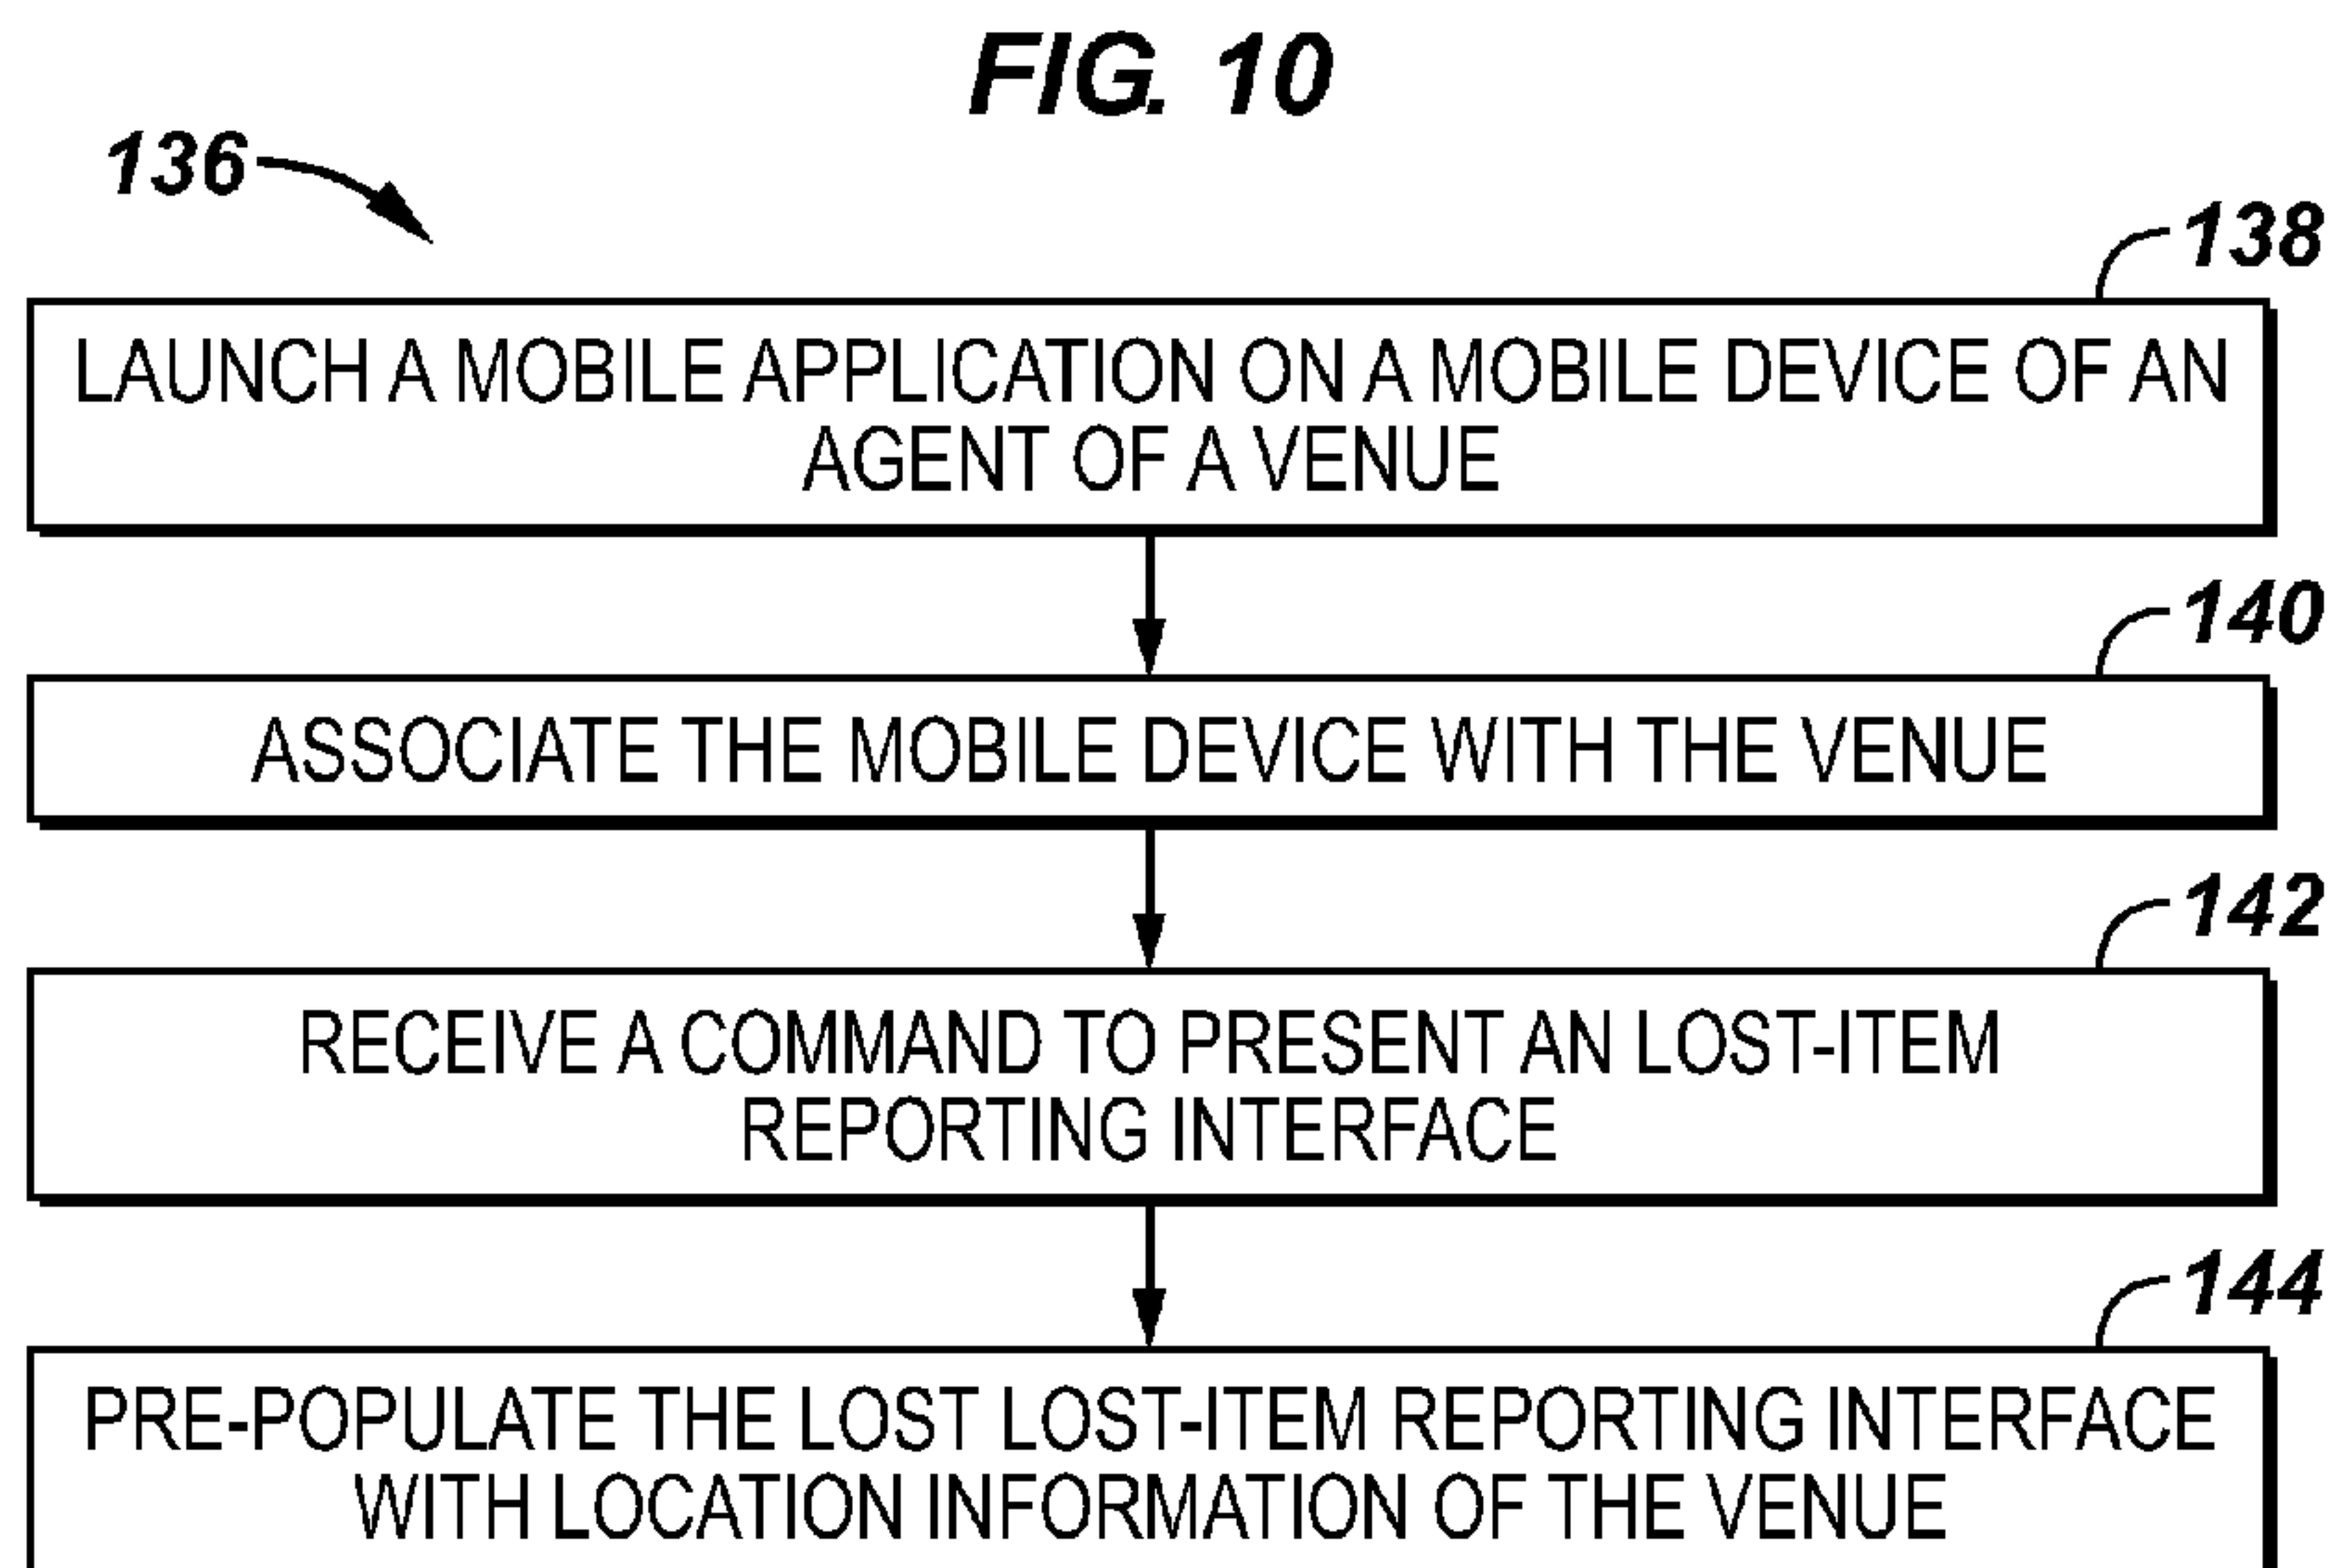 FIG. 10
136
138
LAUNCH A MOBILE APPLICATION ON A MOBILE DEVICE OF AN
AGENT OF A VENUE
140
ASSOCIATE THE MOBILE DEVICE WITH THE VENUE
142
RECEIVE A COMMAND TO PRESENT AN LOST-ITEM
REPORTING INTERFACE
144
PRE-POPULATE THE LOST LOST-ITEM REPORTING INTERFACE
WITH LOCATION INFORMATION OF THE VENUE